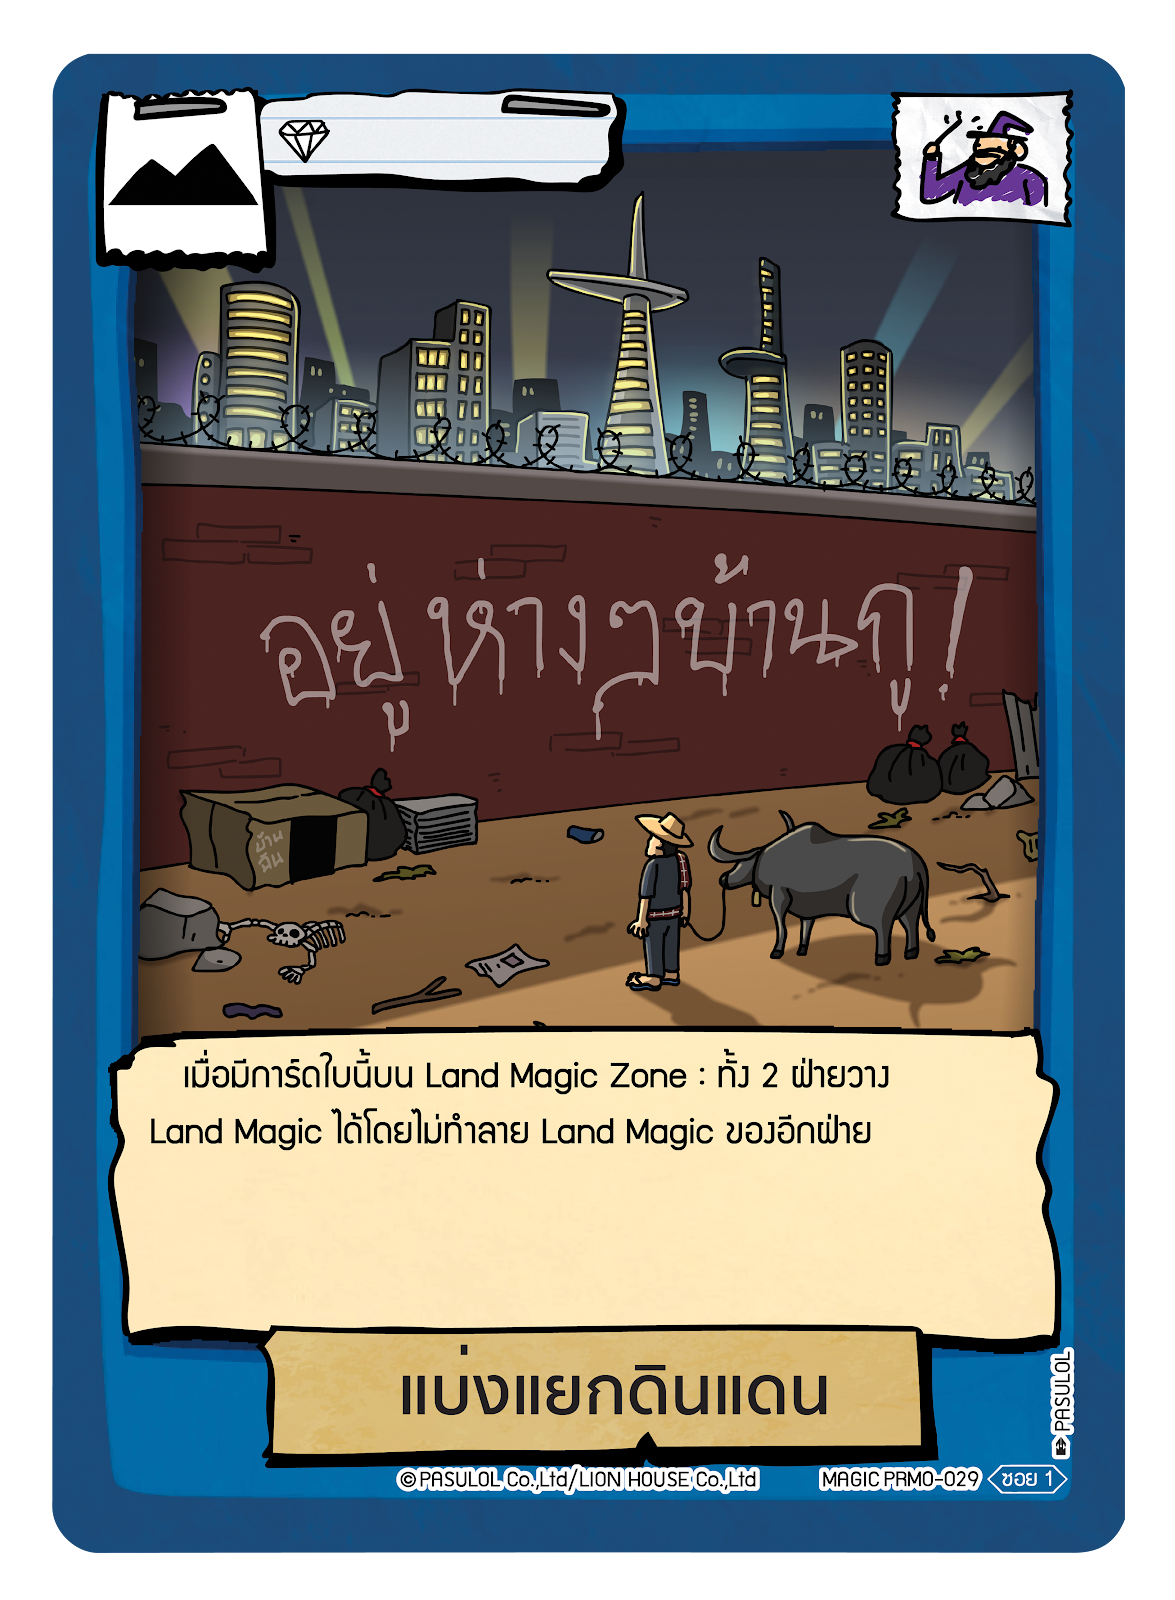 อยู่ห่างๆบ้านกู!
บ้าน
ฉัน
เมื่อมีการ์ดใบนี้บน Land Magic Zone : ทั้ง 2 ฝ่ายวาง
Land Magic ได้โดยไม่ทำลาย Land Magic ของอีกฝ่าย
แบ่งแยกดินแดน
PASULOL
© PASULOL Co.,Ltd/LION HOUSE Co.,Ltd
MAGIC PRMO-029 ซอย 1